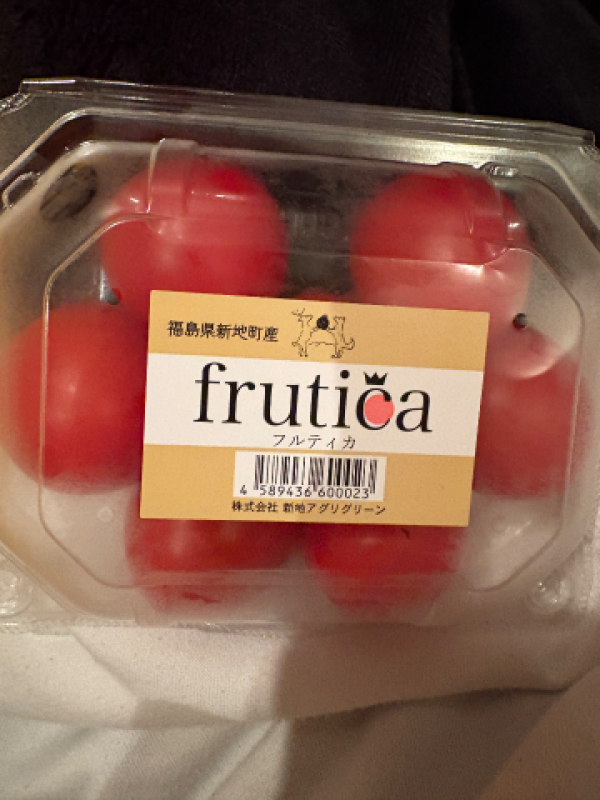 福島県新地町産
frutica
フルティカ
4 589436 600023
株式会社 新地アグリグリーン